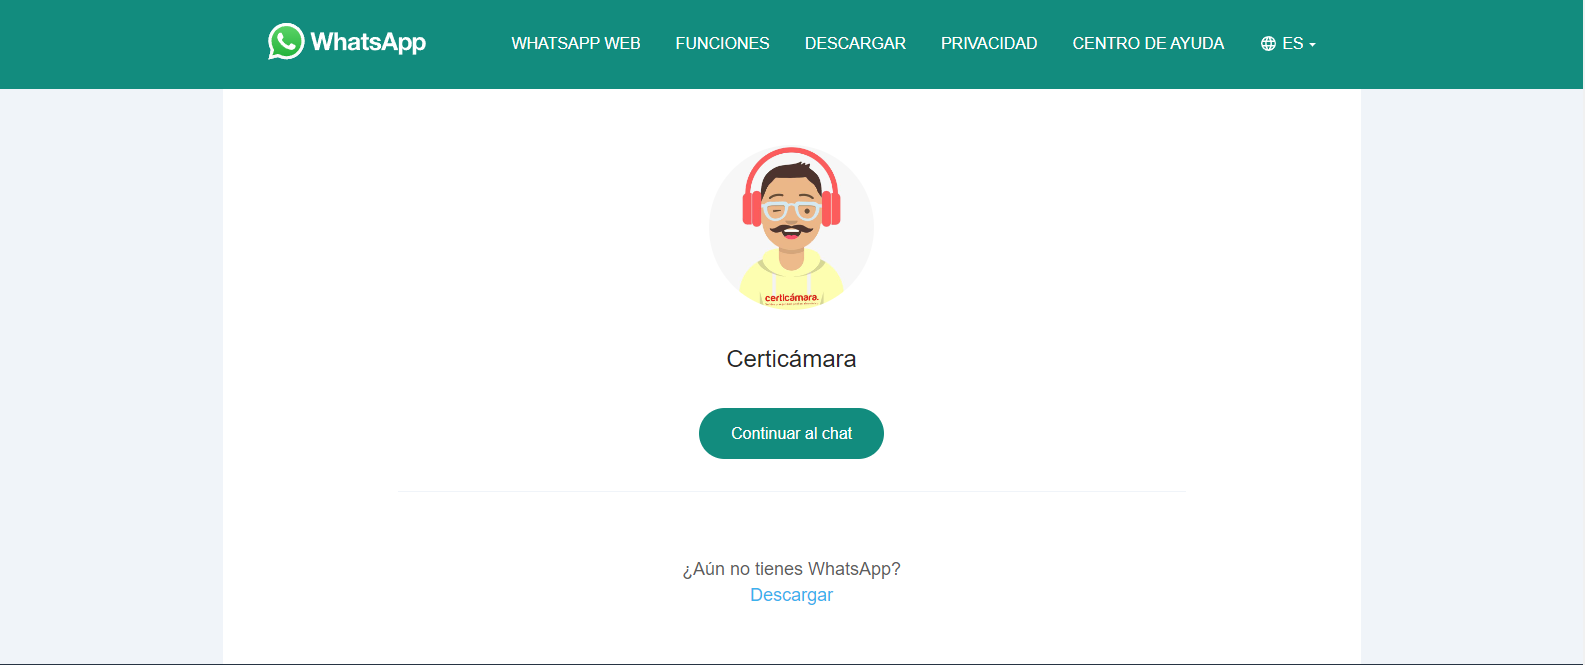 WhatsApp WHATSAPP WEB FUNCIONES DESCARGAR PRIVACIDAD CENTRO DE AYUDA ES
certicámara.
Certicámara
Continuar al chat
¿Aún no tienes WhatsApp?
Descargar